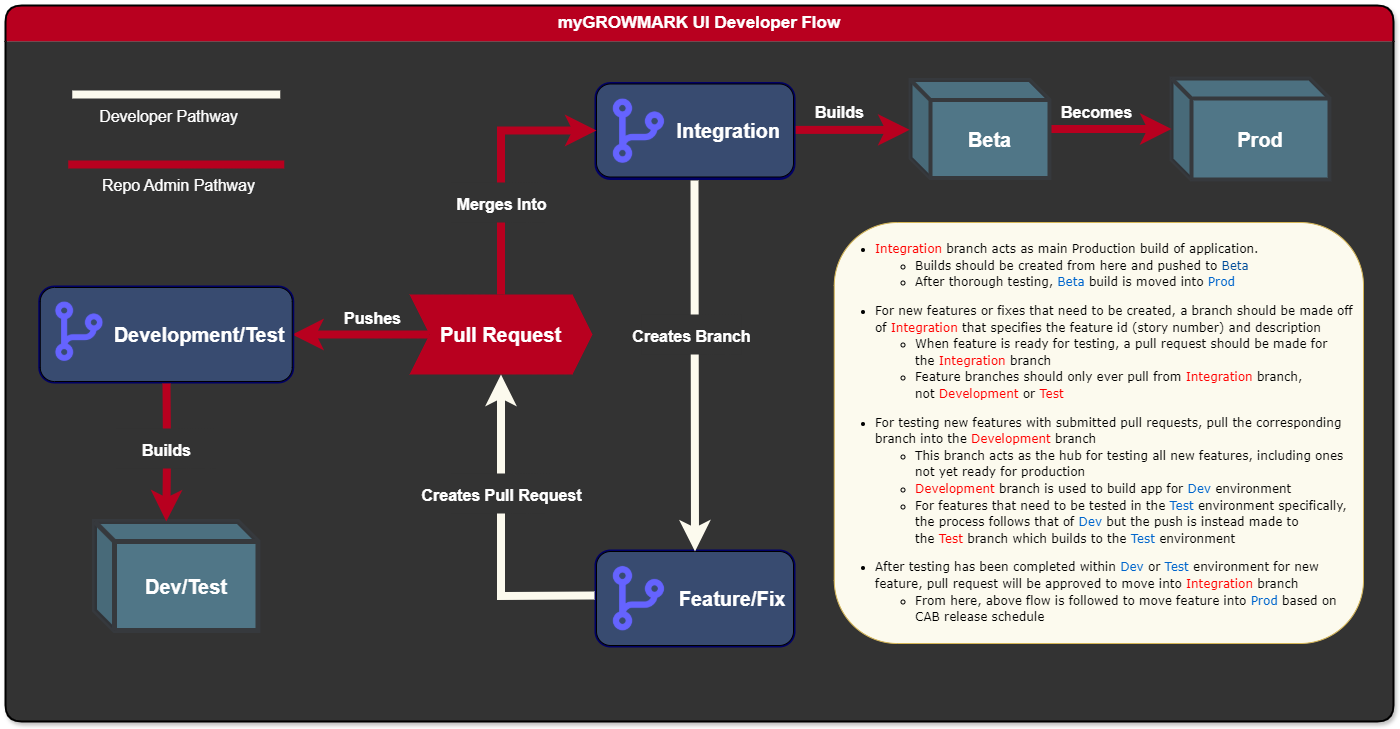 myGROWMARK UI Developer Flow
Developer Pathway
Repo Admin Pathway
Integration
Builds
Beta
Becomes
Prod
Merges Into
Development/Test
Pushes
Pull Request
Creates Branch
Builds
Creates Pull Request
Dev/Test
Feature/Fix
Integration branch acts as main Production build of application.
Builds should be created from here and pushed to Beta
After thorough testing, Beta build is moved into Prod
For new features or fixes that need to be created, a branch should be made off
of Integration that specifies the feature id (story number) and description
When feature is ready for testing, a pull request should be made for
the Integration branch
Feature branches should only ever pull from Integration branch,
not Development or Test
For testing new features with submitted pull requests, pull the corresponding
branch into the Development branch
This branch acts as the hub for testing all new features, including ones
not yet ready for production
Development branch is used to build app for Dev environment
For features that need to be tested in the Test environment specifically,
the process follows that of Dev but the push is instead made to
the Test branch which builds to the Test environment
After testing has been completed within Dev or Test environment for new
feature, pull request will be approved to move into Integration branch
From here, above flow is followed to move feature into Prod based on
CAB release schedule